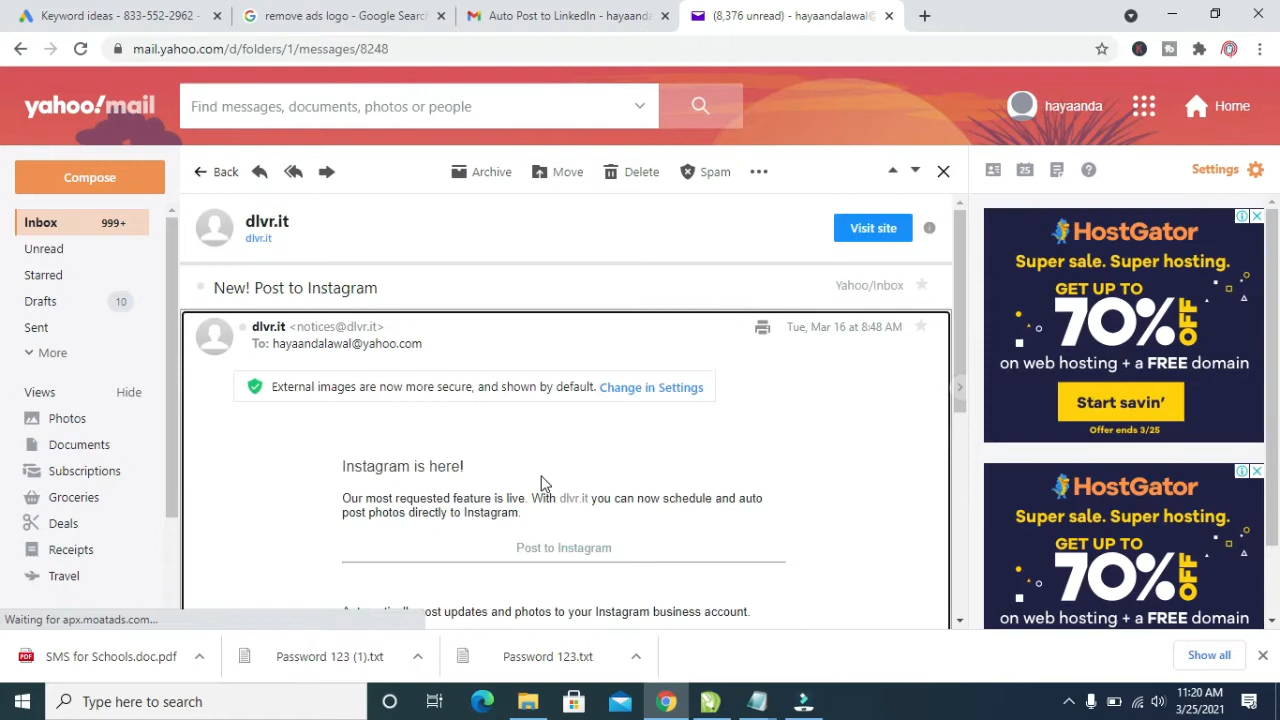 Keyword ideas - 833-552-2962 -
remove ads logo - Google Search
Auto Post to LinkedIn - hayaanda
(8,376 unread) - hayaandalawal@
mail.yahoo.com/d/folders/1/messages/8248
yahoo!mail
Find messages, documents, photos or people
hayaanda
Home
Compose
Back
Archive
Move
Delete
Spam
25
Settings
Inbox 999+
Unread
Starred
Drafts 10
Sent
More
Views Hide
Photos
Documents
Subscriptions
Groceries
Deals
Receipts
Travel
dlvr.it
dlvr.it
Visit site
New! Post to Instagram
Yahoo/Inbox
dlvr.it <notices@dlvr.it>
Tue, Mar 16 at 8:48 AM
To: hayaandalawal@yahoo.com
External images are now more secure, and shown by default. Change in Settings
Instagram is here!
Our most requested feature is live. With dlvr.it you can now schedule and auto
post photos directly to Instagram.
Post to Instagram
post updates and photos to your Instagram business account.
HostGator
Super sale. Super hosting.
GET UP TO
70% OFF
on web hosting + a FREE domain
Start savin'
Offer ends 3/25
HostGator
Super sale. Super hosting.
GET UP TO
70% OFF
on web hosting + a FREE domain
Waiting for apx.moatads.com...
PDF
SMS for Schools.doc.pdf
Password 123 (1).txt
Password 123.txt
Show all
Type here to search
11:20 AM
3/25/2021